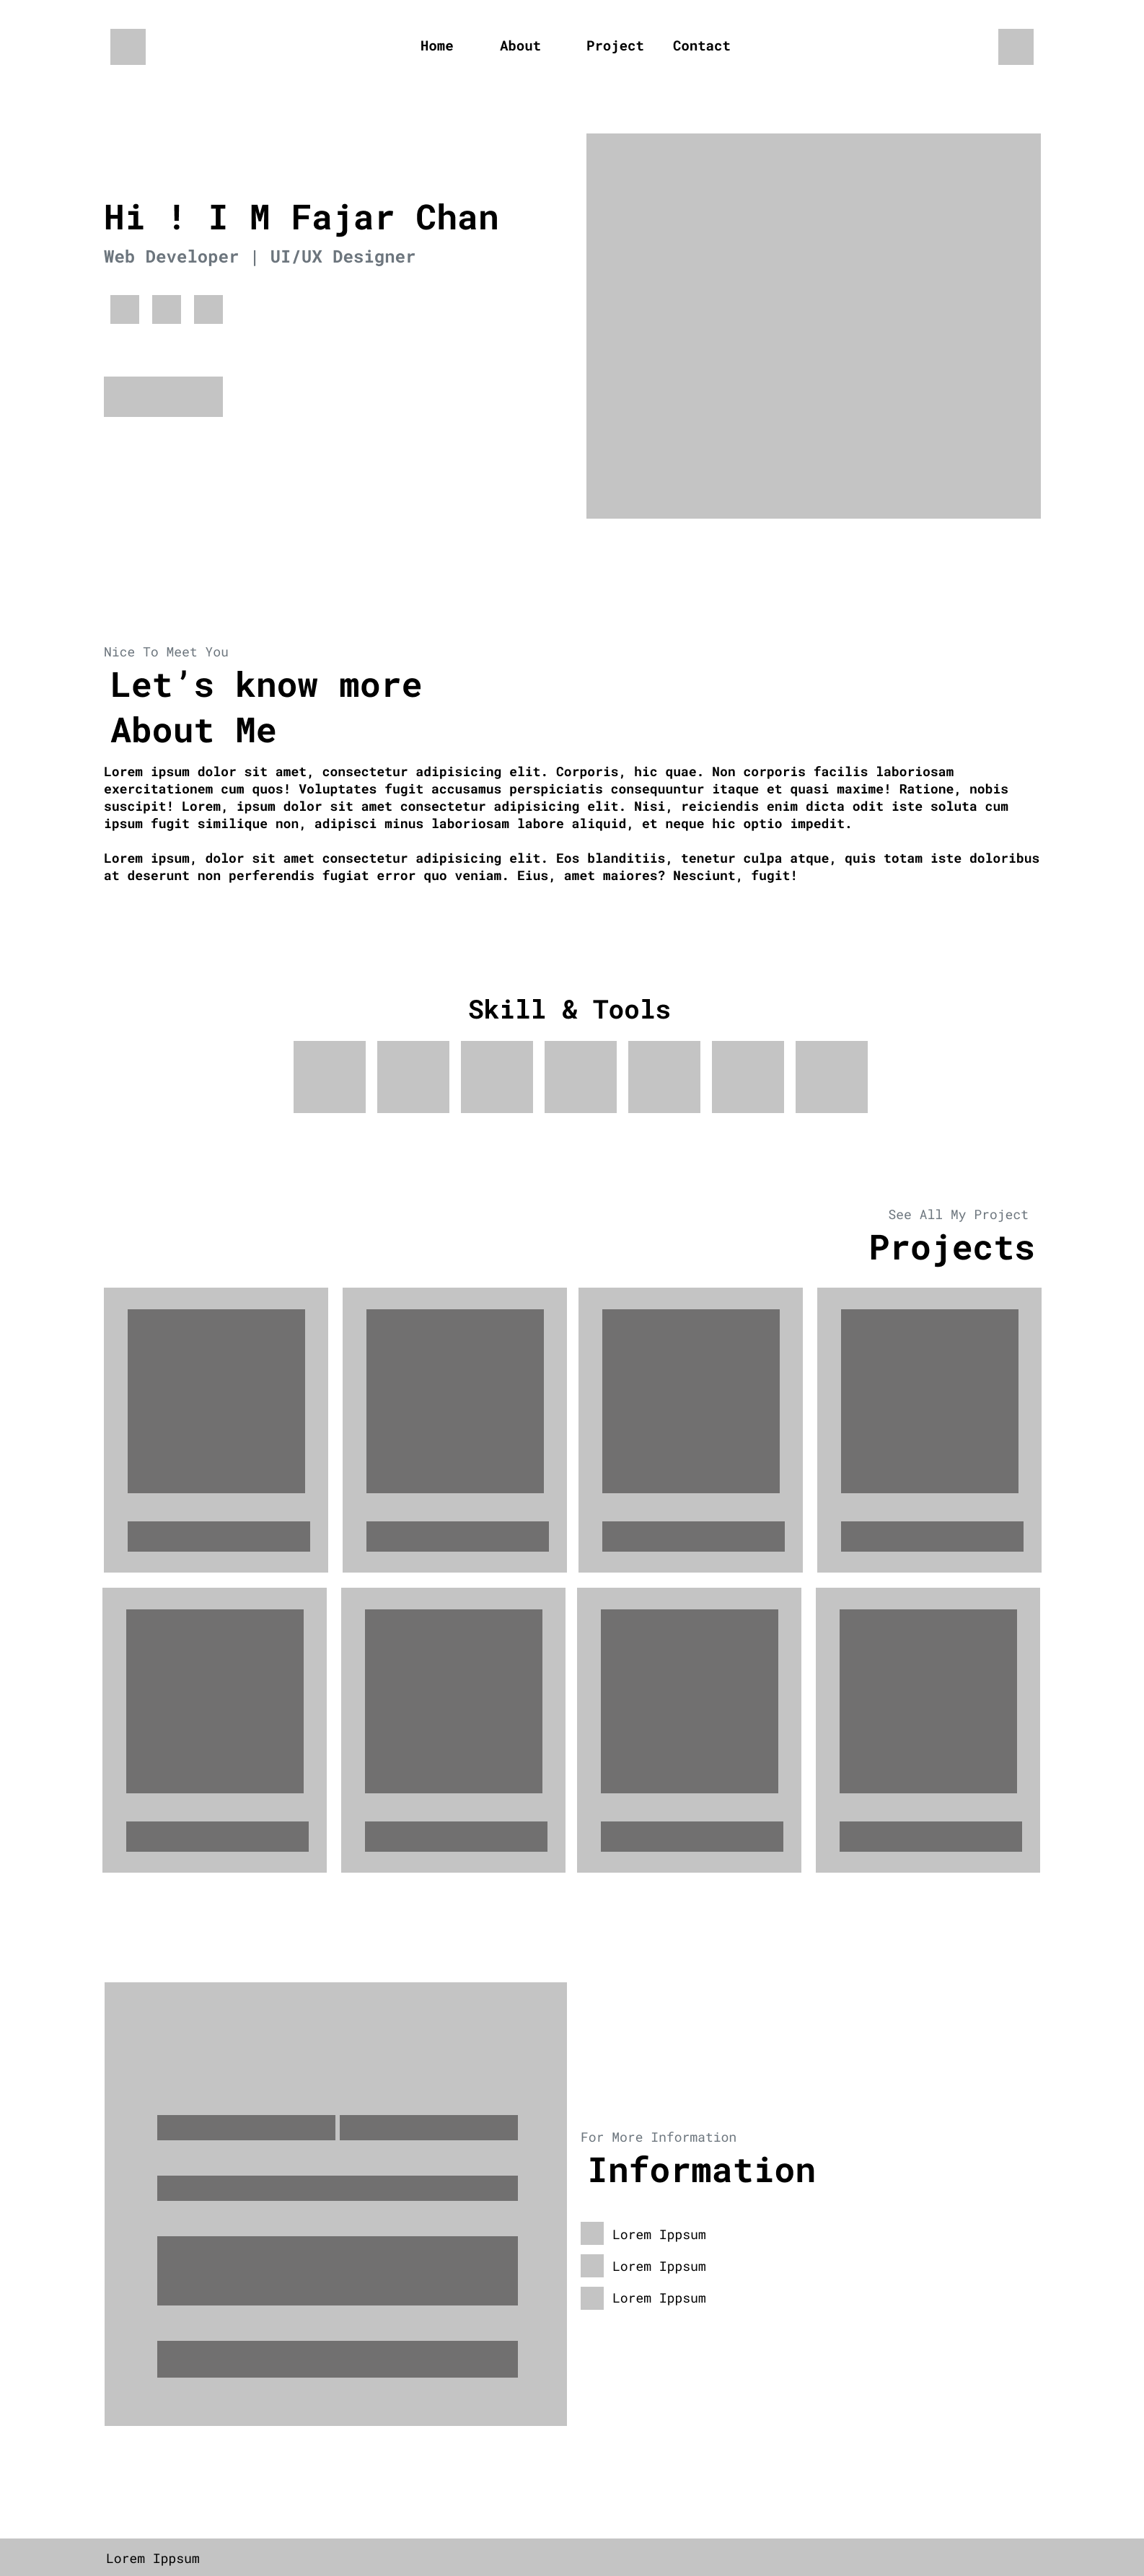 Home About Project Contact
Hi ! I M Fajar Chan
Web Developer | UI/UX Designer
Nice To Meet You
Let’s know more
About Me
Lorem ipsum dolor sit amet, consectetur adipisicing elit. Corporis, hic quae. Non corporis facilis laboriosam
exercitationem cum quos! Voluptates fugit accusamus perspiciatis consequuntur itaque et quasi maxime! Ratione, nobis
suscipit! Lorem, ipsum dolor sit amet consectetur adipisicing elit. Nisi, reiciendis enim dicta odit iste soluta cum
ipsum fugit similique non, adipisci minus laboriosam labore aliquid, et neque hic optio impedit.
Lorem ipsum, dolor sit amet consectetur adipisicing elit. Eos blanditiis, tenetur culpa atque, quis totam iste doloribus
at deserunt non perferendis fugiat error quo veniam. Eius, amet maiores? Nesciunt, fugit!
Skill & Tools
See All My Project
Projects
For More Information
Information
Lorem Ippsum
Lorem Ippsum
Lorem Ippsum
Lorem Ippsum